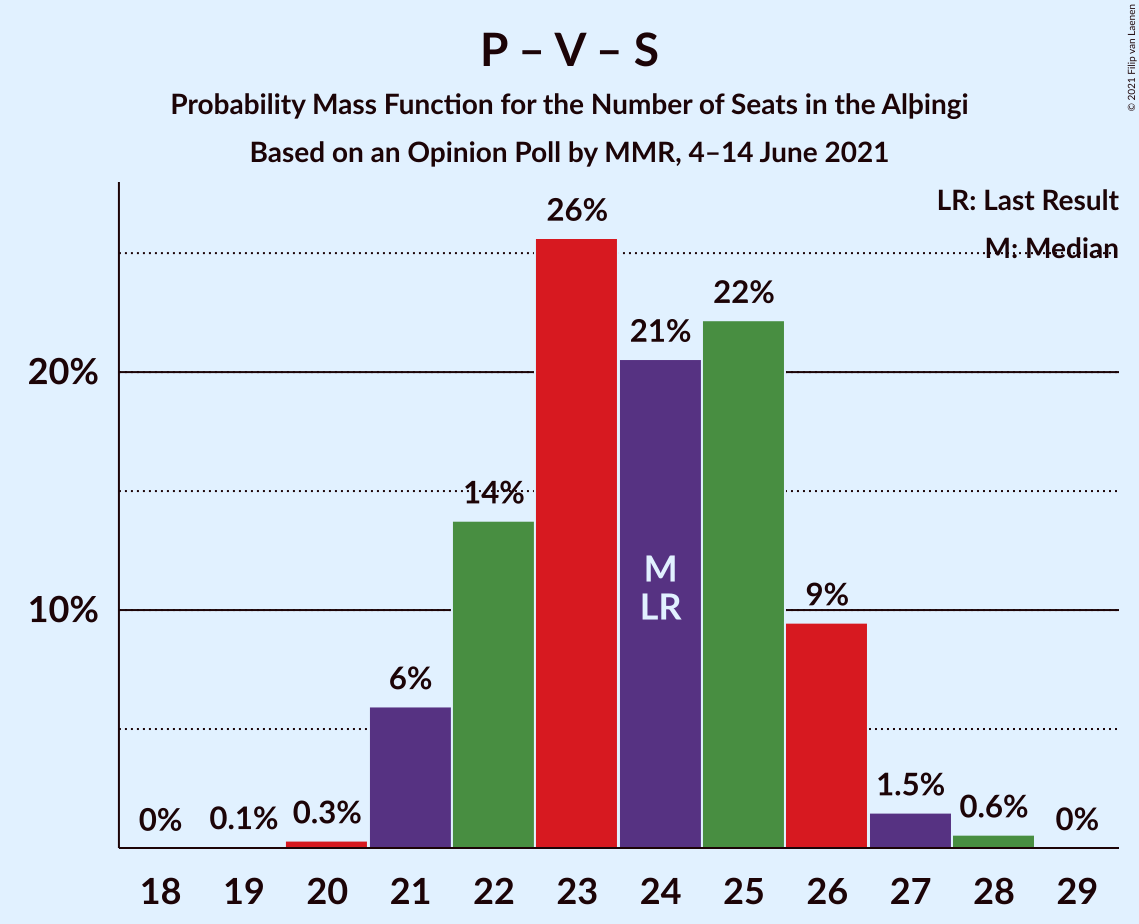 P – V – S
Probability Mass Function for the Number of Seats in the Alþingi
Based on an Opinion Poll by MMR, 4–14 June 2021
© 2021 Filip van Laenen
LR: Last Result
M: Median
26%
22%
21%
20%
14%
M
LR
10%
9%
6%
1.5%
0.6%
0.3%
0.1%
0%
0%
18 19 20 21 22 23 24 25 26 27 28 29